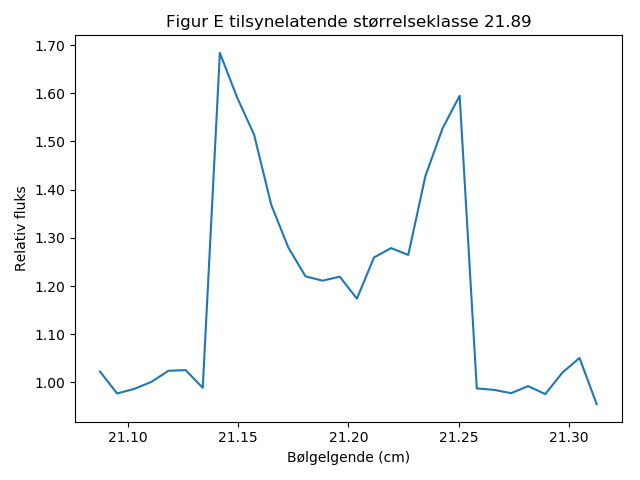 Figur E tilsynelatende størrelseklasse 21.89
1.70
1.60
1.50
1.40
1.30
1.20
1.10
1.00
Relativ fluks
21.10 21.15 21.20 21.25 21.30
Bølgelgende (cm)